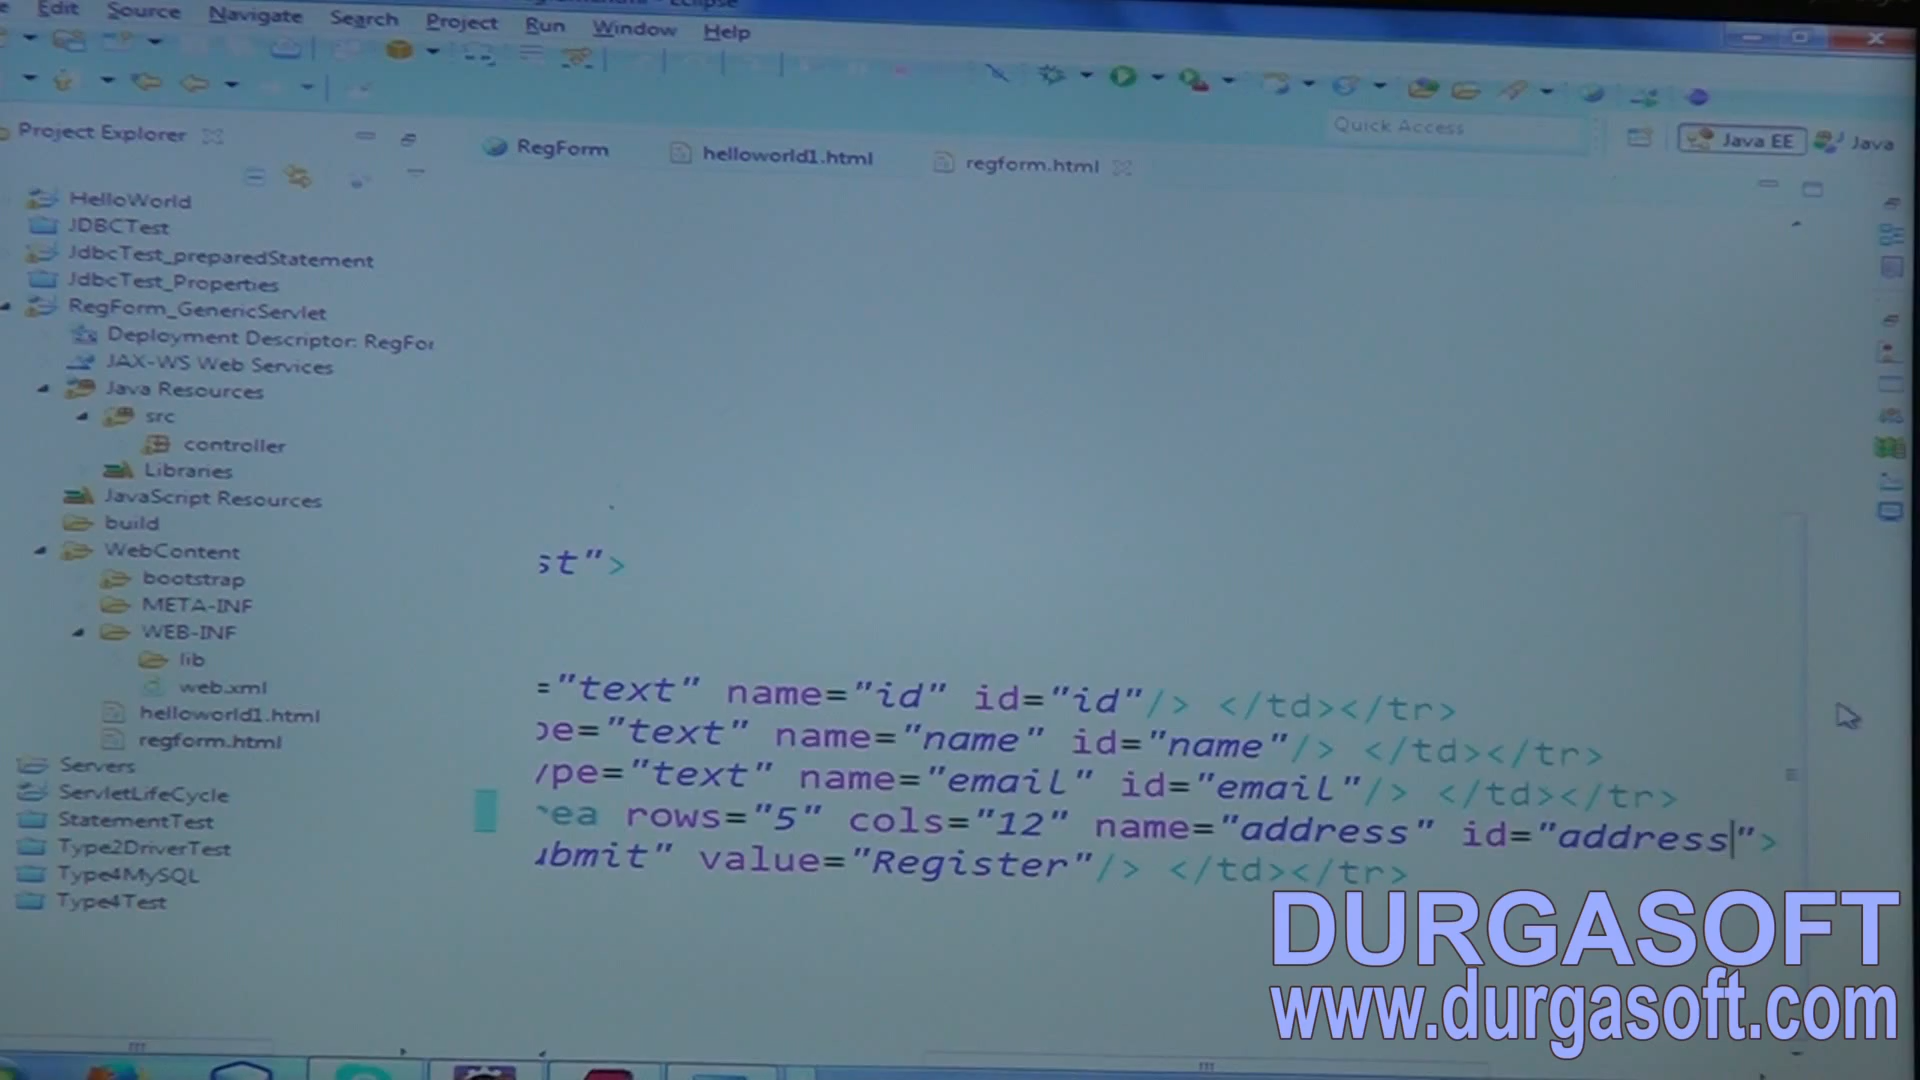 Edit Source Navigate Search Project Run Window Help
Quick Access
Java EE
Java
Project Explorer
RegForm
helloworld1.html
regform.html
HelloWorld
JDBCTest
JdbcTest_preparedStatement
JdbcTest_Properties
RegForm_GenericServlet
Deployment Descriptor: RegFor
JAX-WS Web Services
Java Resources
src
controller
Libraries
JavaScript Resources
build
WebContent
bootstrap
META-INF
WEB-INF
lib
web.xml
helloworld1.html
regform.html
Servers
ServletLifeCycle
StatementTest
Type2DriverTest
Type4MySQL
Type4Test
st">
="text" name="id" id="id"/> </td></tr>
pe="text" name="name" id="name"/> </td></tr>
ype="text" name="email" id="email"/> </td></tr>
rea rows="5" cols="12" name="address" id="address">
ubmit" value="Register"/> </td></tr>
DURGASOFT
www.durgasoft.com